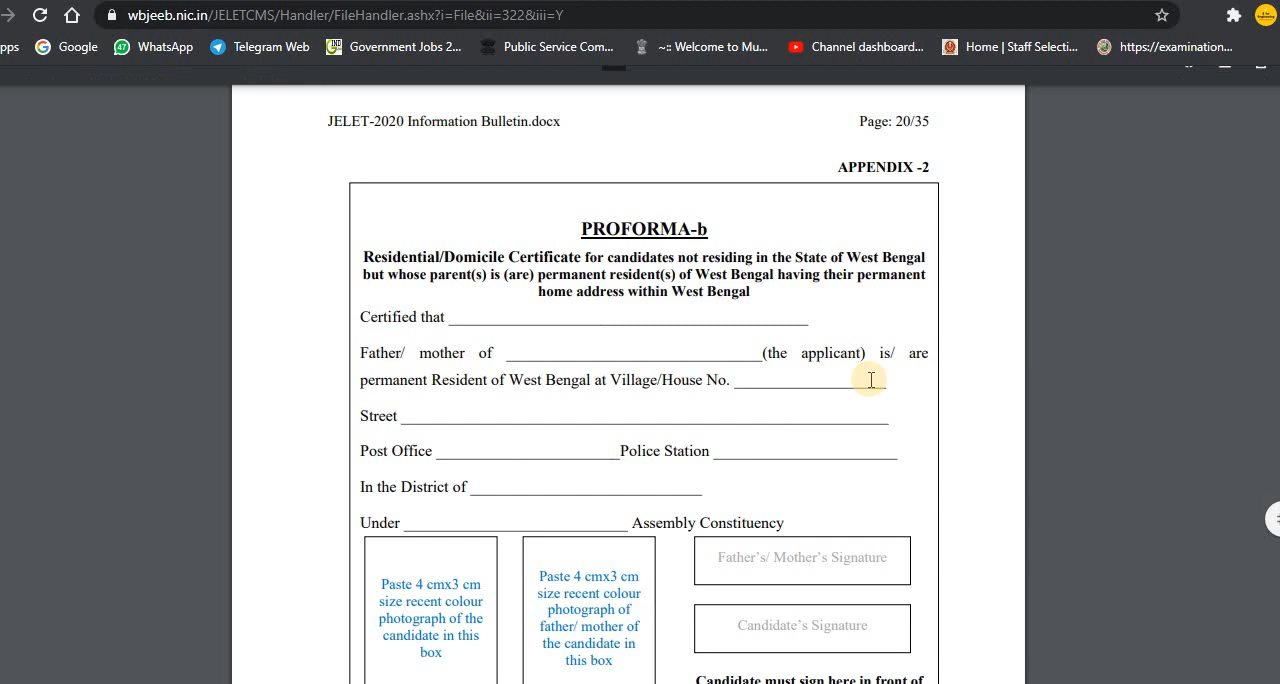 wbjeeb.nic.in/JELETCMS/Handler/FileHandler.ashx?i=File&ii=322&iii=Y
pps Google WhatsApp Telegram Web Government Jobs 2... Public Service Com... ~:: Welcome to Mu... Channel dashboard... Home | Staff Selecti... https://examination...
JELET-2020 Information Bulletin.docx Page: 20/35
APPENDIX -2
PROFORMA-b
Residential/Domicile Certificate for candidates not residing in the State of West Bengal
but whose parent(s) is (are) permanent resident(s) of West Bengal having their permanent
home address within West Bengal
Certified that
Father/ mother of (the applicant) is/ are
permanent Resident of West Bengal at Village/House No.
Street
Post Office Police Station
In the District of
Under Assembly Constituency
Paste 4 cmx3 cm
size recent colour
photograph of the
candidate in this
box
Paste 4 cmx3 cm
size recent colour
photograph of
father/ mother of
the candidate in
this box
Father's/ Mother's Signature
Candidate's Signature
Candidate must sign here in front of